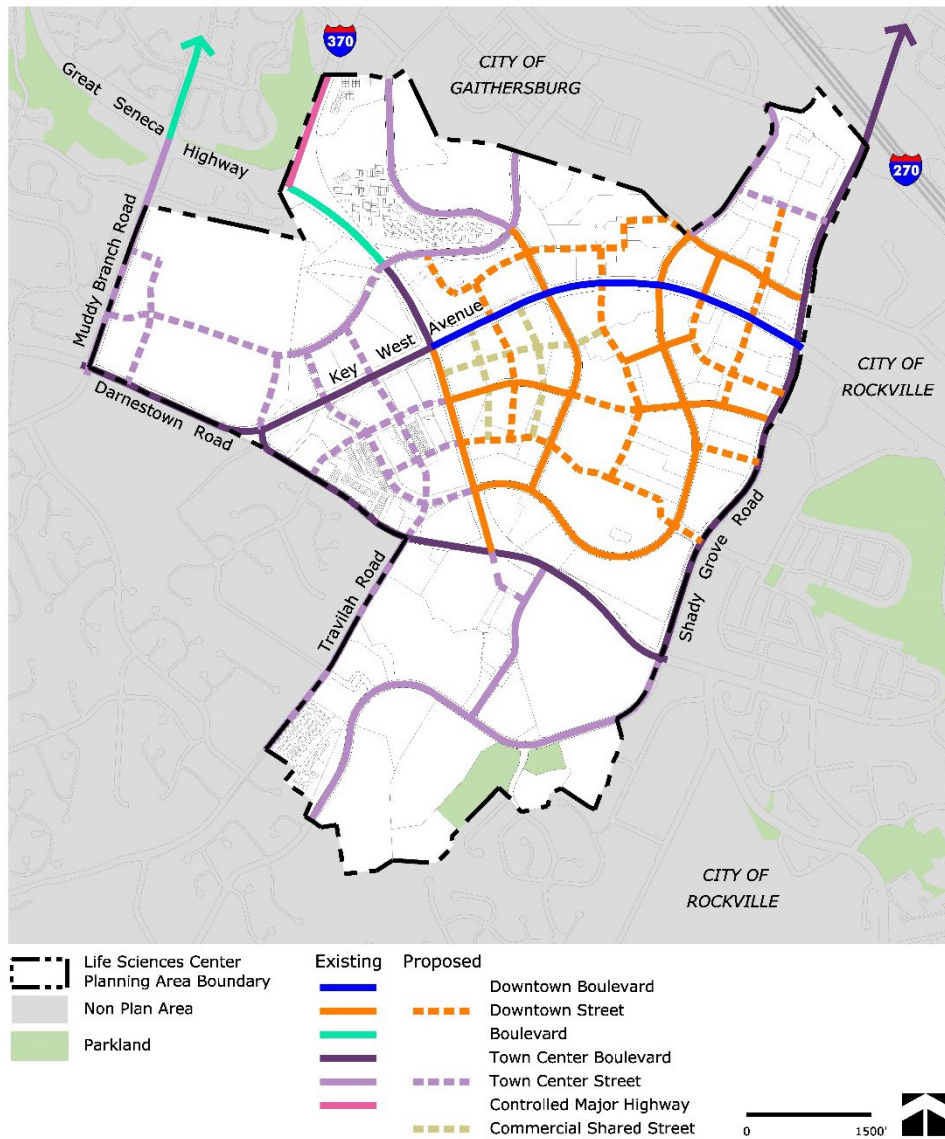 370
CITY OF
GAITHERSBURG
Great Seneca
Highway
270
Muddy Branch Road
Key West Avenue
CITY OF
ROCKVILLE
Darnestown Road
Travilah Road
Shady Grove Road
CITY OF
ROCKVILLE
Life Sciences Center
Planning Area Boundary
Non Plan Area
Parkland
Existing Proposed
Downtown Boulevard
Downtown Street
Boulevard
Town Center Boulevard
Town Center Street
Controlled Major Highway
Commercial Shared Street
0 1500'